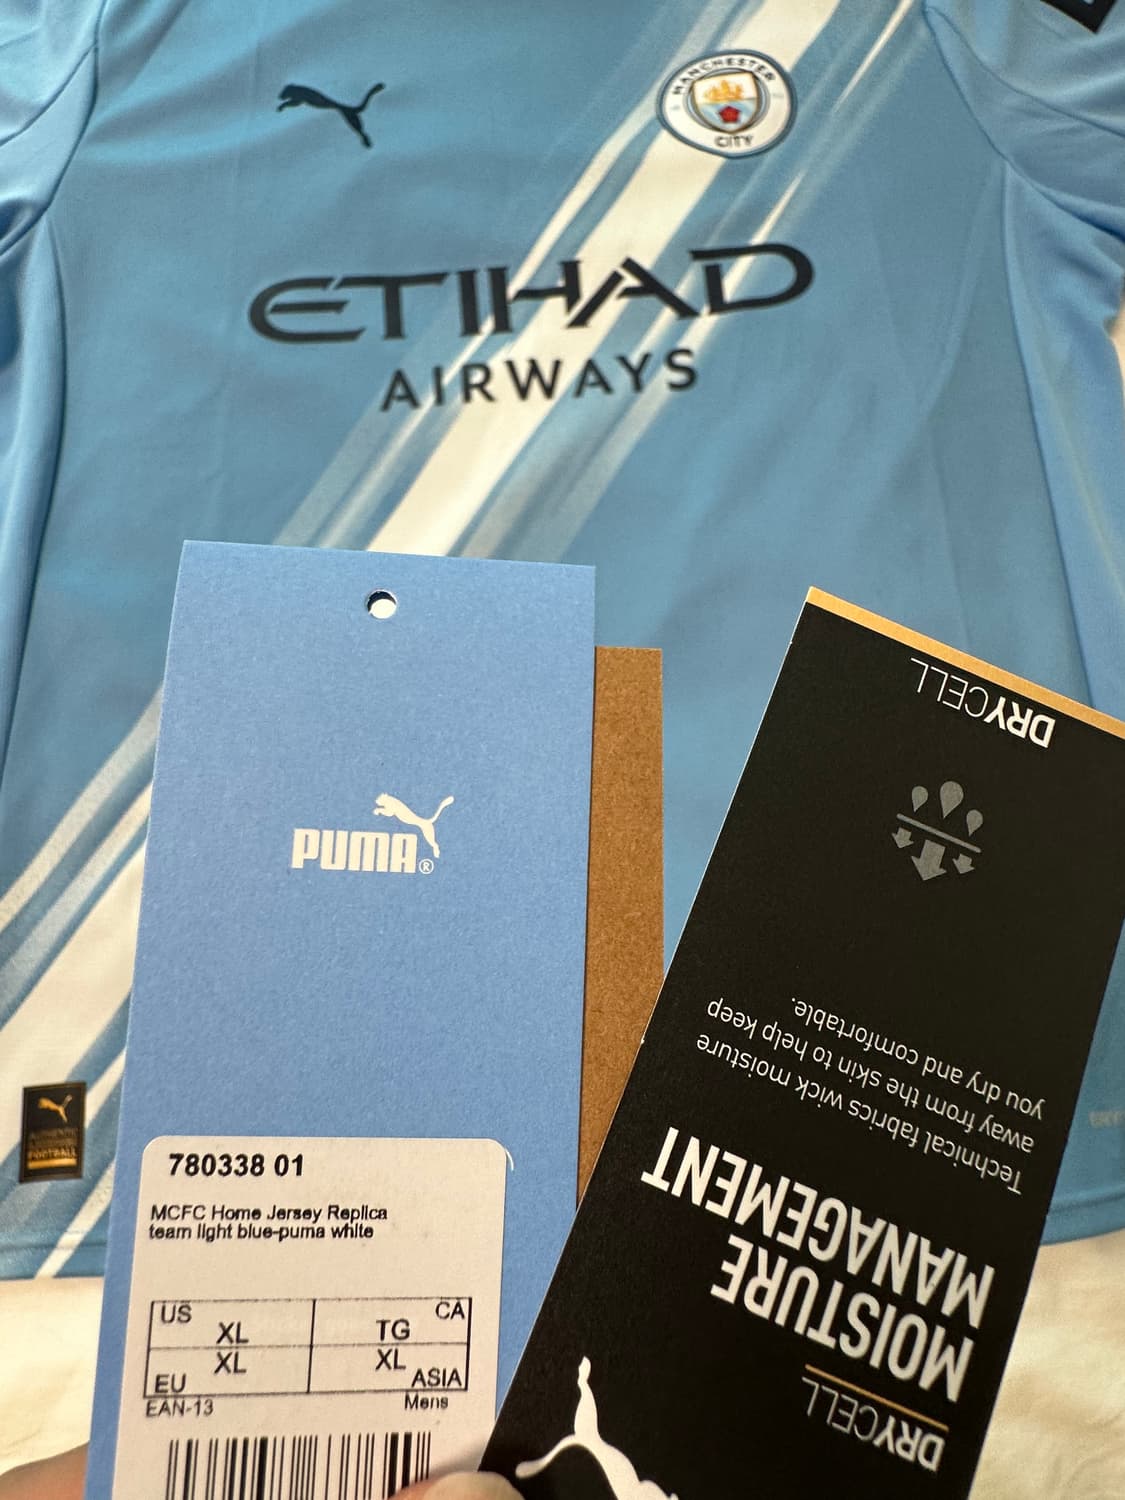 MANCHESTER
CITY
ETIHAD
AIRWAYS
PUMA®
780338 01
MCFC Home Jersey Replica
team light blue-puma white
US XL TG CA
EU XL XL ASIA
EAN-13 Mens
DRYCELL
MOISTURE
MANAGEMENT
Technical fabrics wick moisture
away from the skin to help keep
you dry and comfortable.
DRYCELL
AUTHENTIC
FOOTBALL